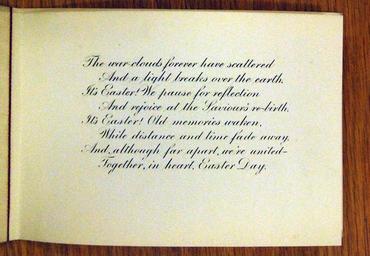 The war clouds forever have scattered
And a light breaks over the earth.
It's Easter! We pause for reflection
And rejoice at the Saviour's re-birth.
It's Easter! Old memories waken,
While distance and time fade away.
And, although far apart, we're united-
Together, in heart, Easter Day.